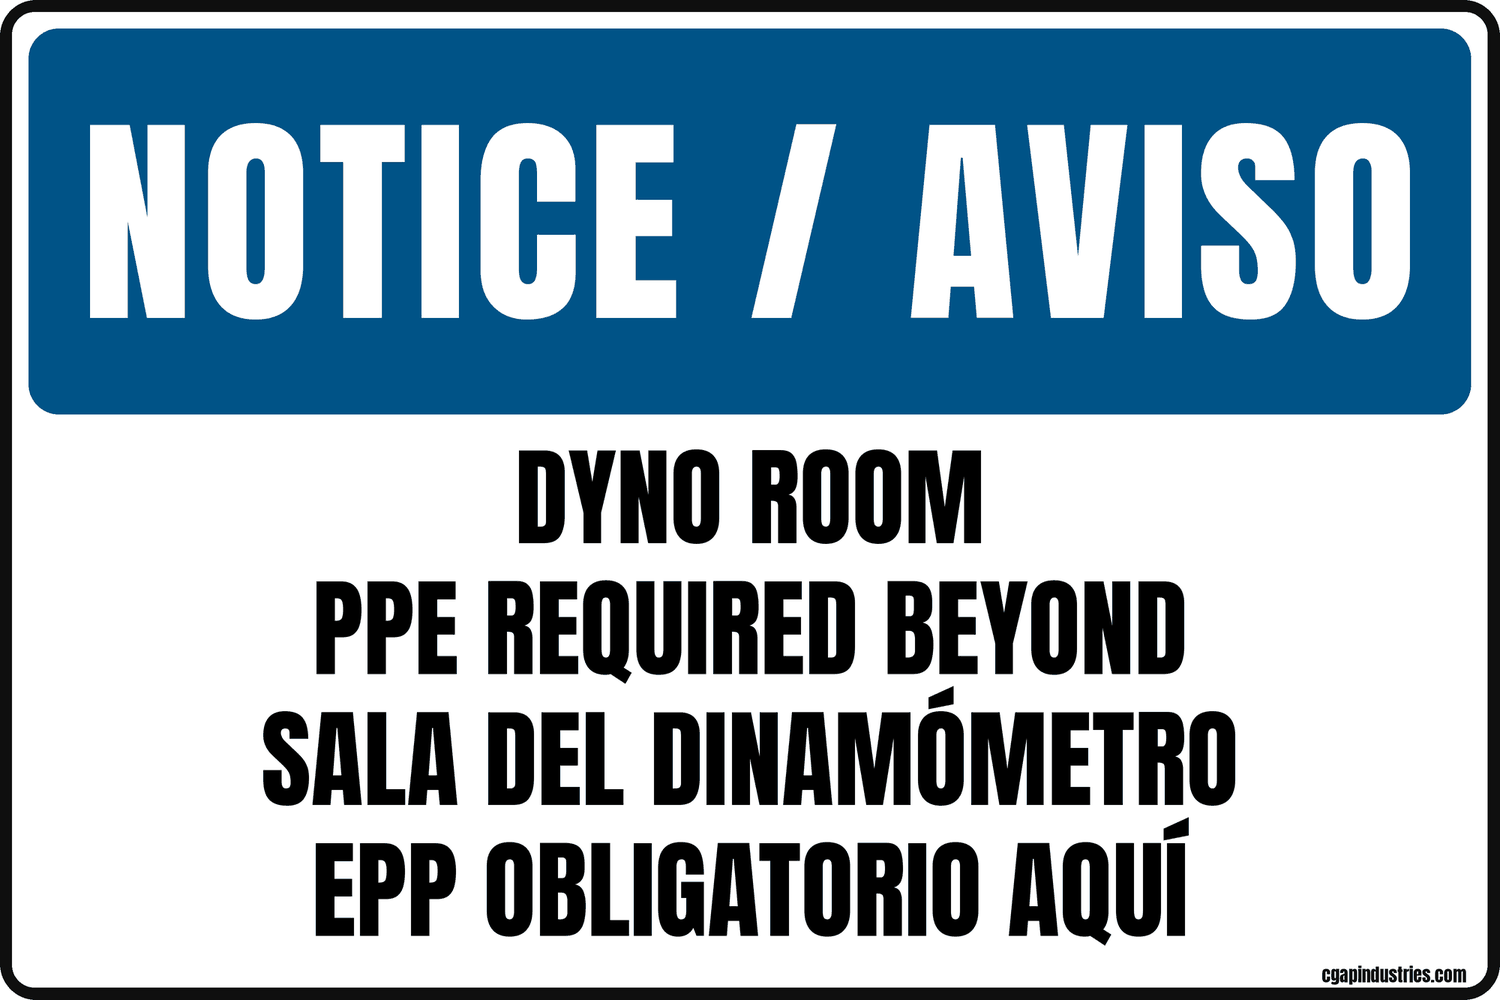 NOTICE / AVISO
DYNO ROOM
PPE REQUIRED BEYOND
SALA DEL DINAMÓMETRO
EPP OBLIGATORIO AQUÍ
cgapindustries.com